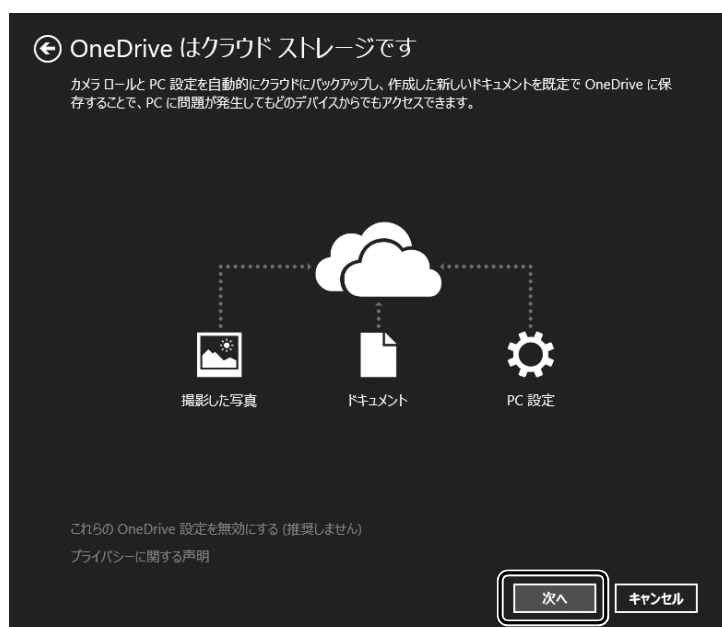 OneDrive はクラウド ストレージです
カメラ ロールと PC 設定を自動的にクラウドにバックアップし、作成した新しいドキュメントを既定で OneDrive に保
存することで、PC に問題が発生してもどのデバイスからでもアクセスできます。
撮影した写真
ドキュメント
PC 設定
これらの OneDrive 設定を無効にする (推奨しません)
プライバシーに関する声明
次へ
キャンセル